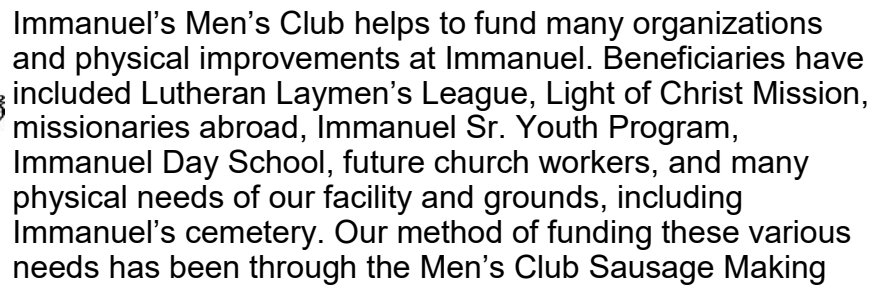 Immanuel’s Men’s Club helps to fund many organizations
and physical improvements at Immanuel. Beneficiaries have
included Lutheran Laymen’s League, Light of Christ Mission,
missionaries abroad, Immanuel Sr. Youth Program,
Immanuel Day School, future church workers, and many
physical needs of our facility and grounds, including
Immanuel’s cemetery. Our method of funding these various
needs has been through the Men’s Club Sausage Making